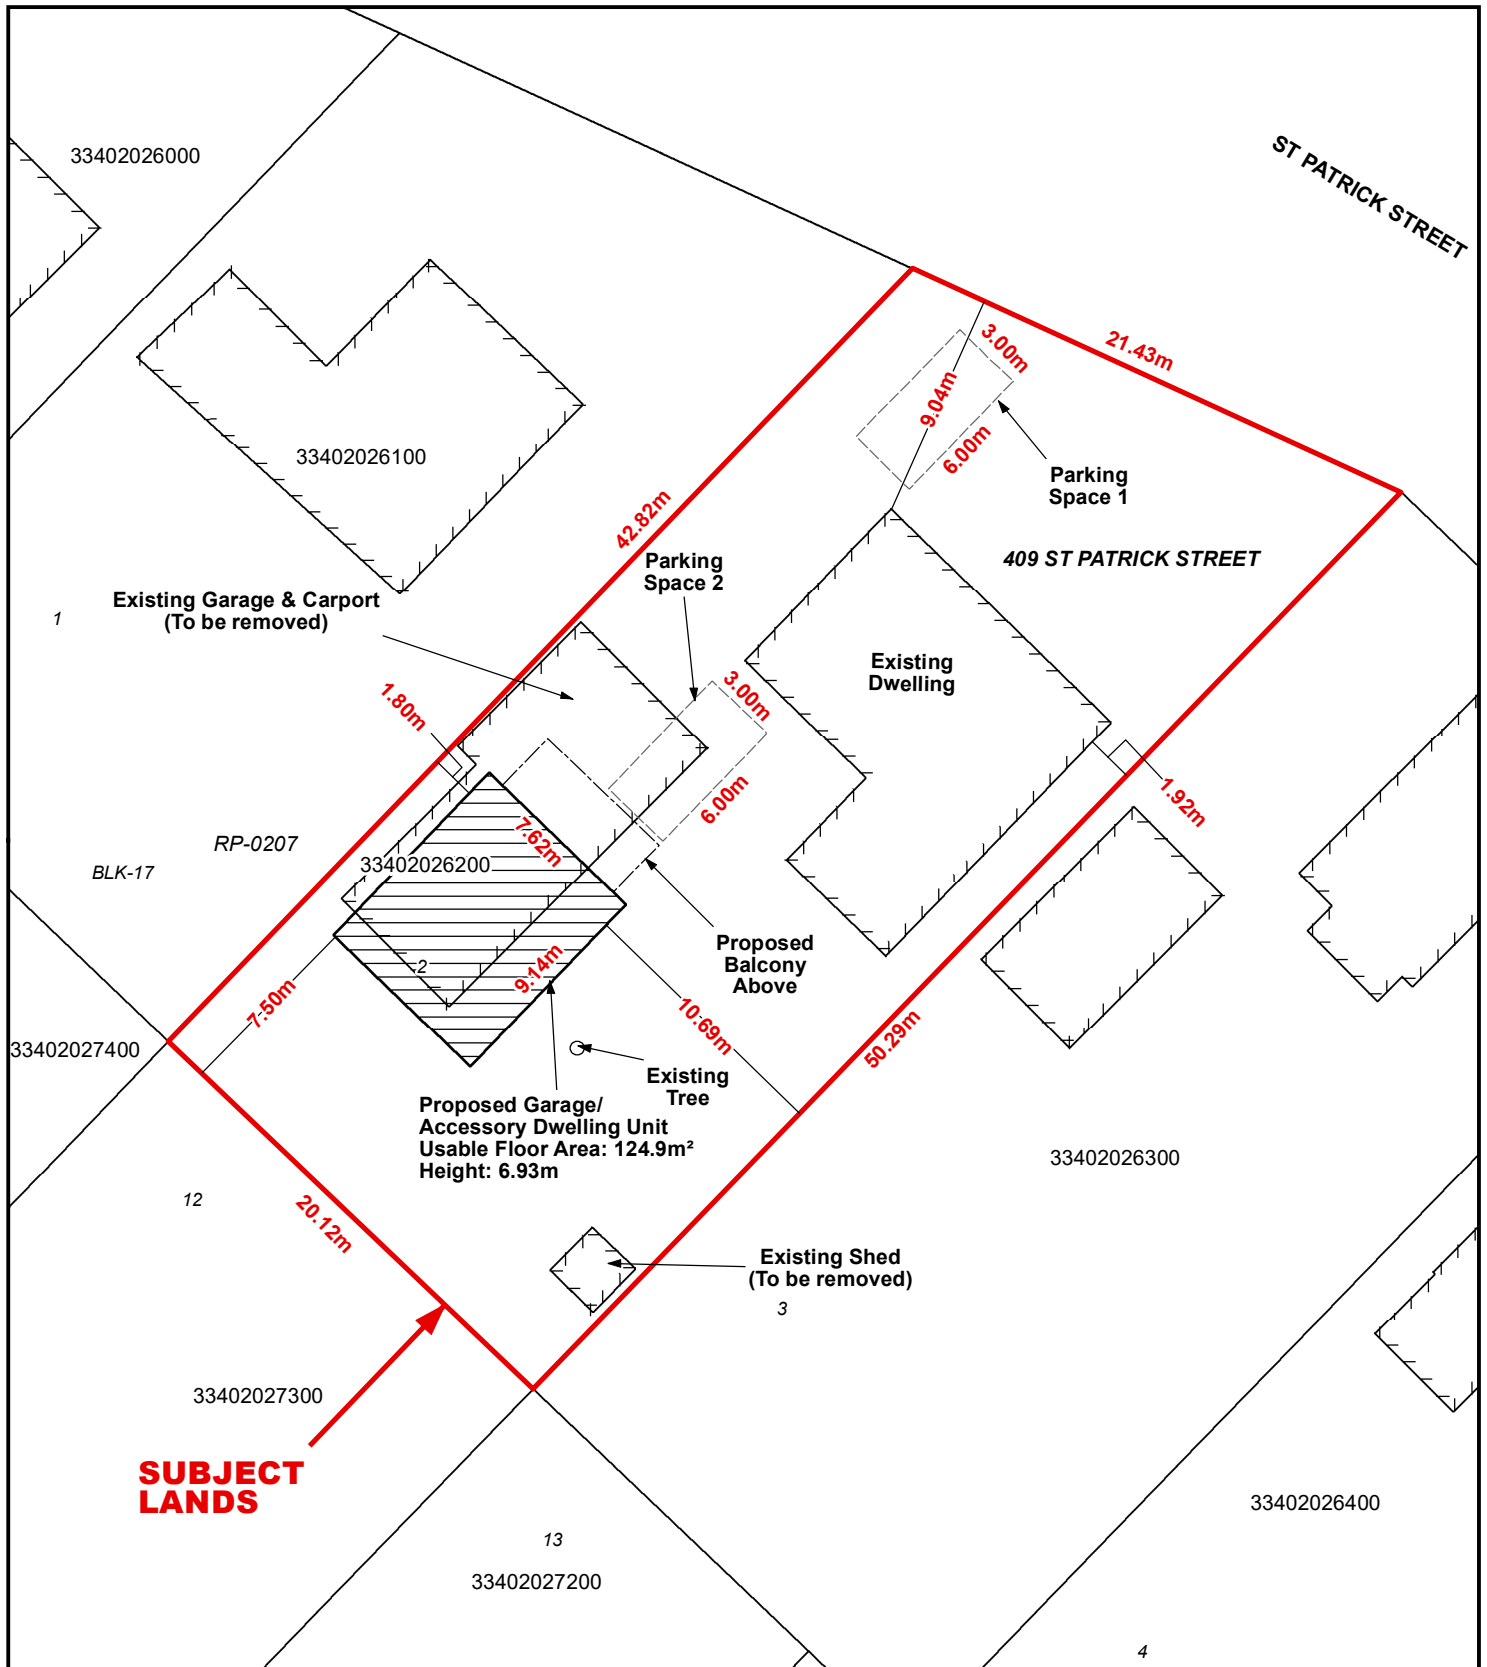 33402026000
ST PATRICK STREET
3.00m
21.43m
9.04m
33402026100
6.00m
Parking
Space 1
42.82m
409 ST PATRICK STREET
Parking
Space 2
Existing Garage & Carport
(To be removed)
1
Existing
Dwelling
3.00m
1.80m
6.00m
1.92m
7.62m
RP-0207
33402026200
BLK-17
Proposed
Balcony
Above
2
9.14m
7.50m
10.69m
50.29m
33402027400
Existing
Tree
Proposed Garage/
Accessory Dwelling Unit
Usable Floor Area: 124.9m²
Height: 6.93m
33402026300
12
20.12m
Existing Shed
(To be removed)
3
33402027300
SUBJECT
LANDS
33402026400
13
33402027200
4